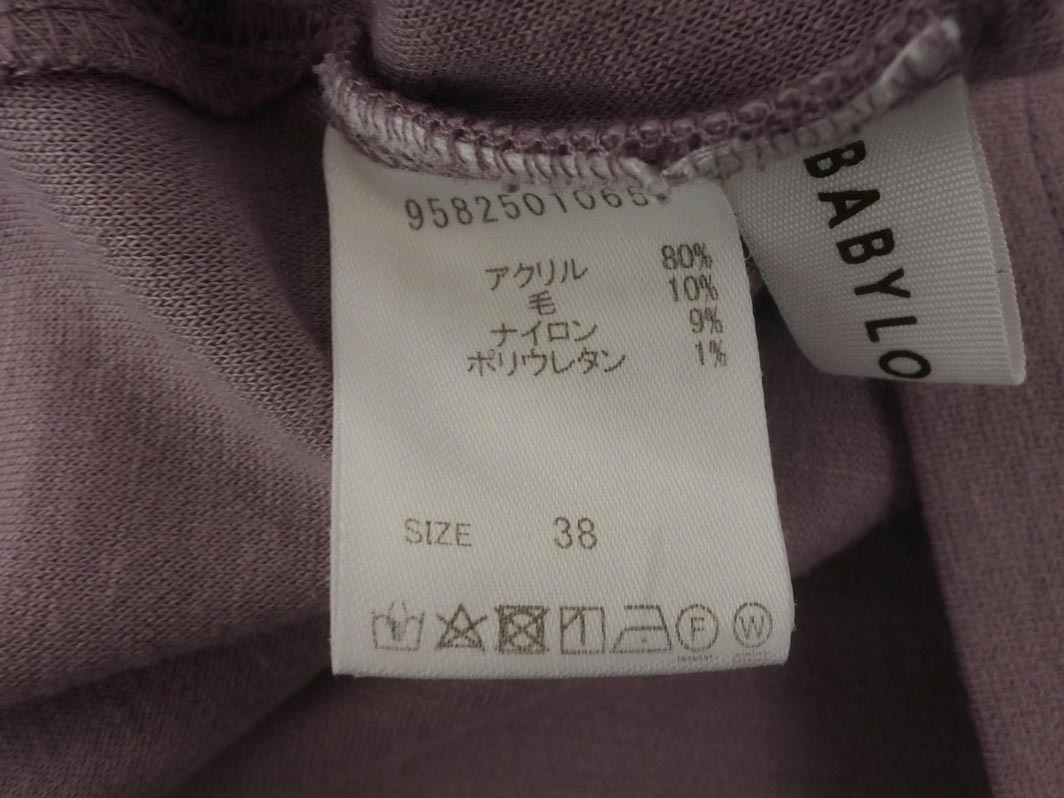 9582501065
アクリル 80%
毛 10%
ナイロン 9%
ポリウレタン 1%
SIZE 38
F
W
BABYLO